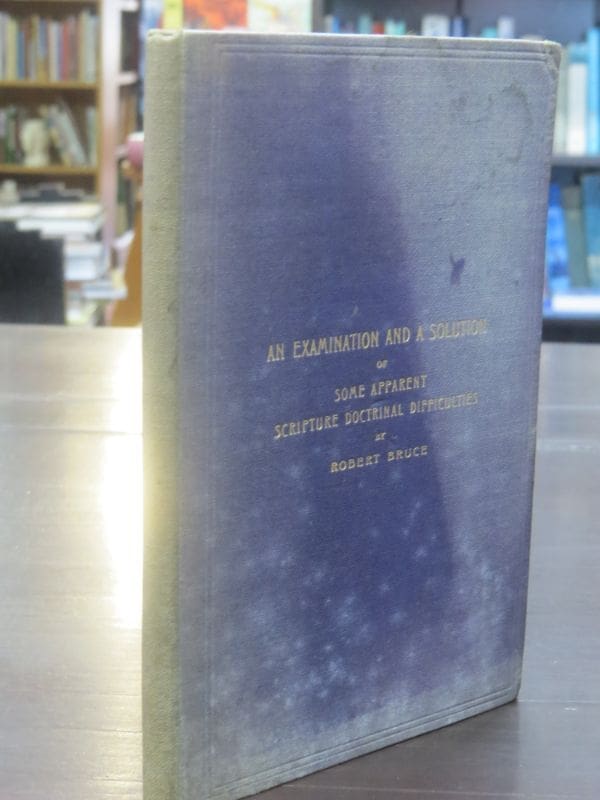 AN EXAMINATION AND A SOLUTION
OF
SOME APPARENT
SCRIPTURE DOCTRINAL DIFFICULTIES
BY
ROBERT BRUCE